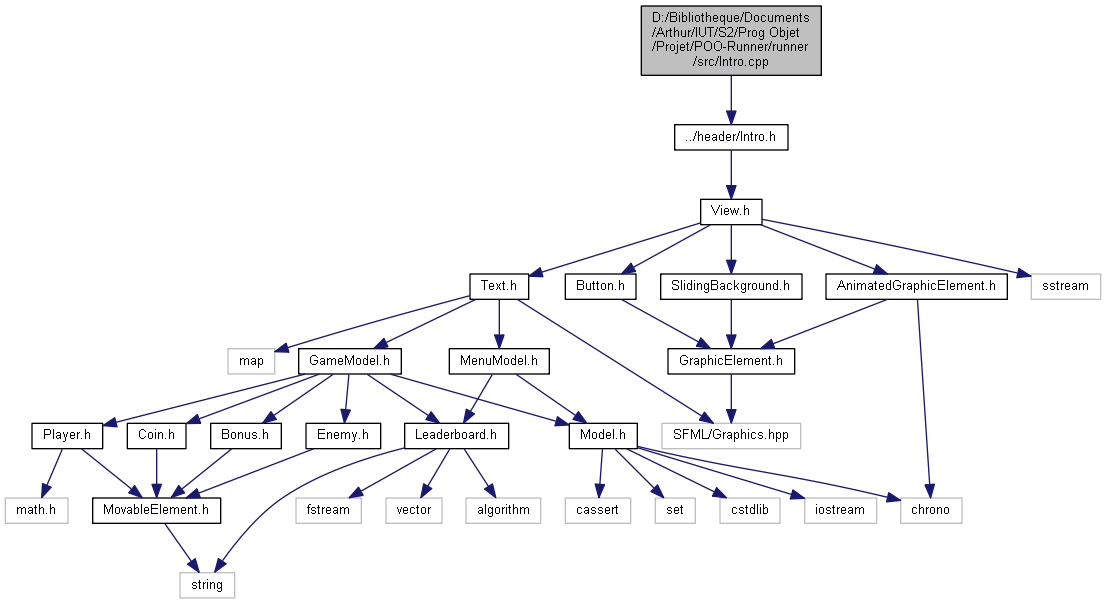 D:/Bibliotheque/Documents
/Arthur/IUT/S2/Prog Objet
/Projet/POO-Runner/runner
/src/Intro.cpp
../header/Intro.h
View.h
Text.h
Button.h
SlidingBackground.h
AnimatedGraphicElement.h
sstream
map
GameModel.h
MenuModel.h
GraphicElement.h
Player.h
Coin.h
Bonus.h
Enemy.h
Leaderboard.h
Model.h
SFML/Graphics.hpp
math.h
MovableElement.h
fstream
vector
algorithm
cassert
set
cstdlib
iostream
chrono
string